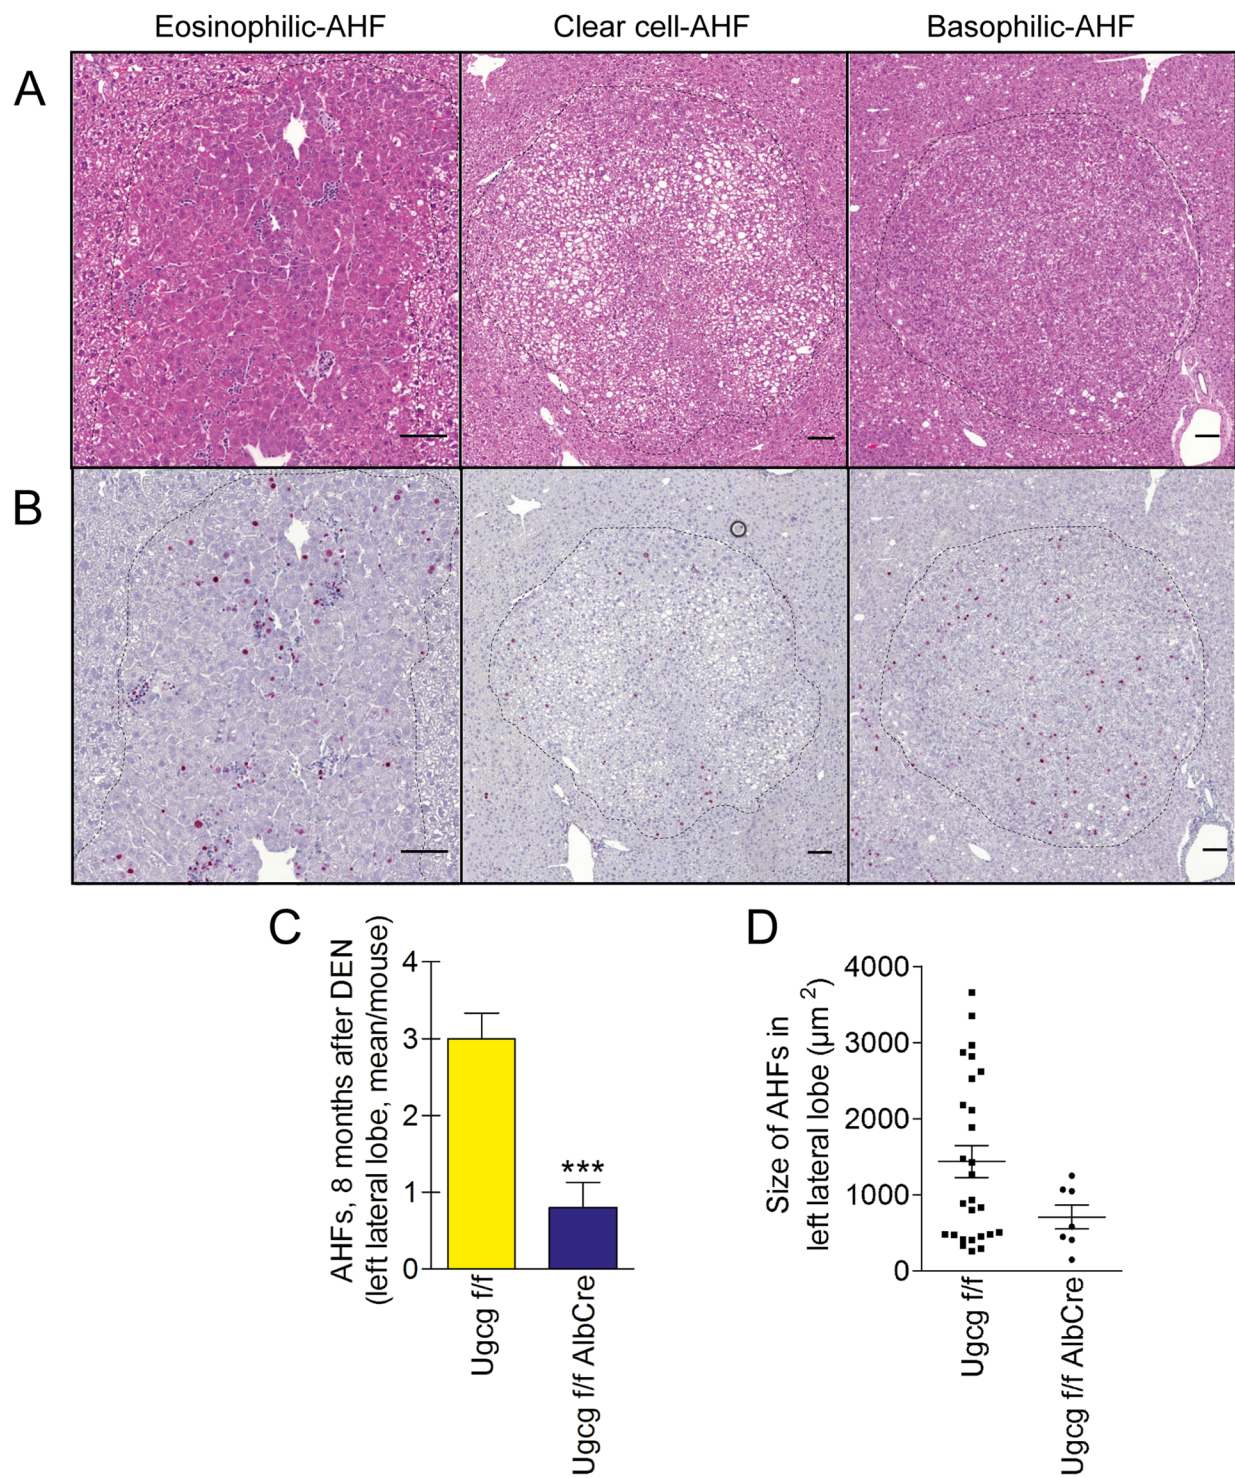 Eosinophilic-AHF Clear cell-AHF Basophilic-AHF
A
B
C
AHFs, 8 months after DEN
(left lateral lobe, mean/mouse)
4
3
2
1
0
***
Ugcg f/f
Ugcg f/f AlbCre
D
Size of AHFs in
left lateral lobe (µm ²)
4000
3000
2000
1000
0
Ugcg f/f
Ugcg f/f AlbCre